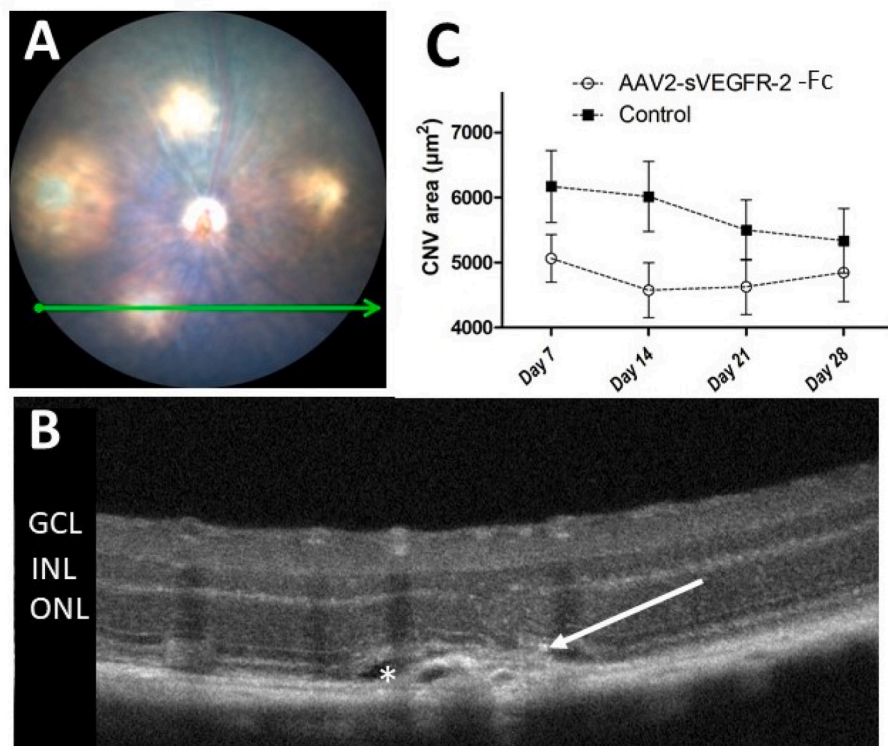 A
C
AAV2-sVEGFR-2 -Fc
Control
CNV area (µm²)
7000
6000
5000
4000
Day 7
Day 14
Day 21
Day 28
B
GCL
INL
ONL
*